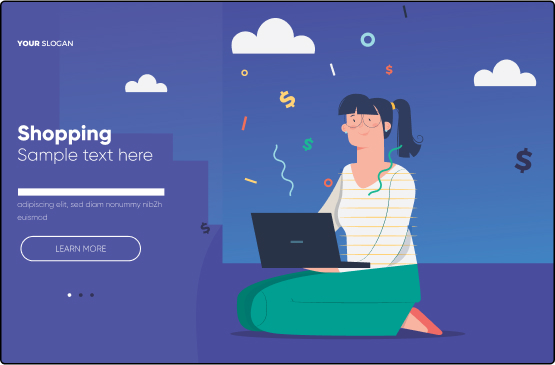 YOUR SLOGAN
Shopping
Sample text here
adipiscing elit, sed diam nonummy nibZh
euismod
LEARN MORE
$
$
$
$
$